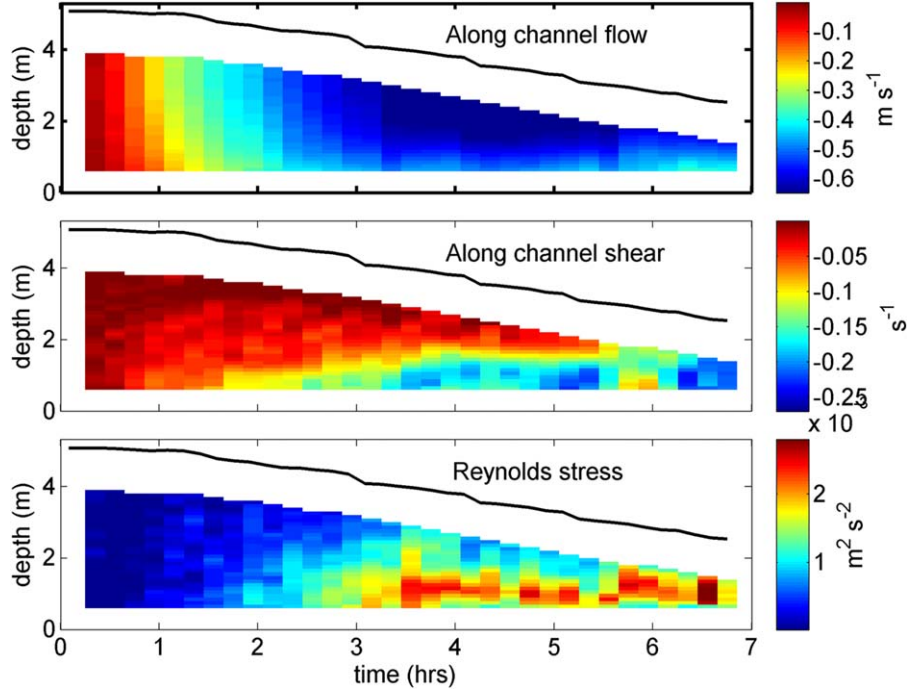 Along channel flow
depth (m)
4
2
0
-0.1
-0.2
-0.3
-0.4
-0.5
-0.6
m s-1
Along channel shear
depth (m)
4
2
0
-0.05
-0.1
-0.15
-0.2
-0.25
s-1
x 10
Reynolds stress
depth (m)
4
2
0
2
1
m2 s-2
0 1 2 3 4 5 6 7
time (hrs)